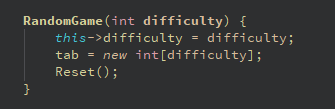 RandomGame(int difficulty) {
    this->difficulty = difficulty;
    tab = new int[difficulty];
    Reset();
}